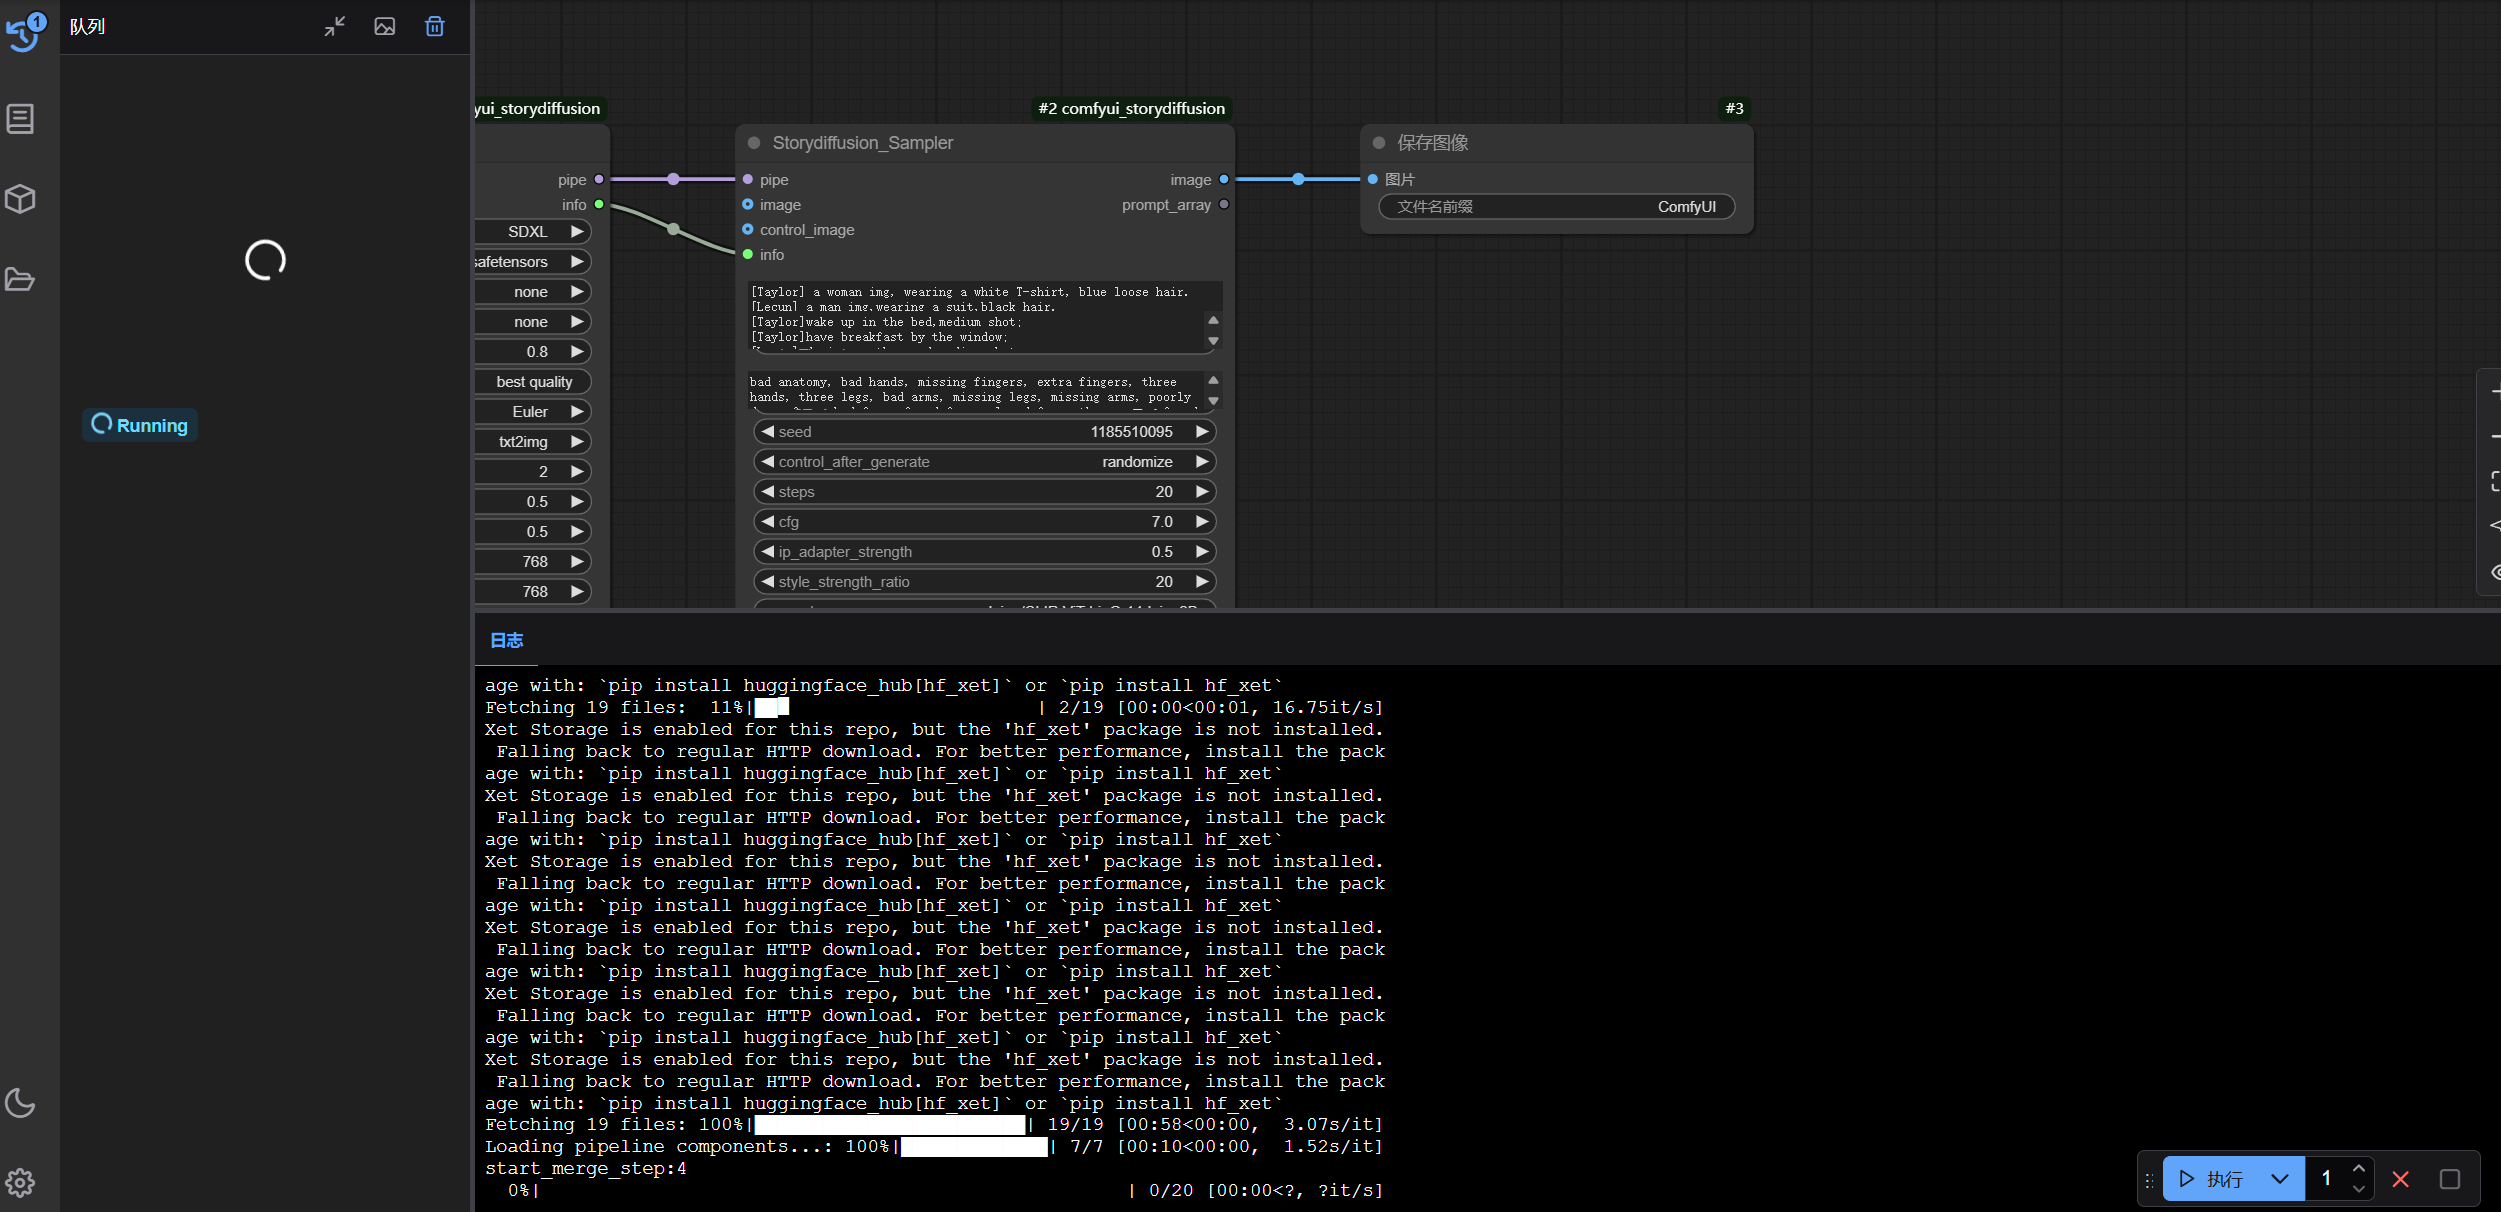 1
队列
Running
yui_storydiffusion
pipe
info
SDXL
safetensors
none
none
0.8
best quality
Euler
txt2img
2
0.5
0.5
768
768
#2 comfyui_storydiffusion
Storydiffusion_Sampler
pipe
image
image
prompt_array
control_image
info
[Taylor] a woman img, wearing a white T-shirt, blue loose hair.
[Lecun] a man img,wearing a suit,black hair.
[Taylor]wake up in the bed,medium shot;
[Taylor]have breakfast by the window;
bad anatomy, bad hands, missing fingers, extra fingers, three
hands, three legs, bad arms, missing legs, missing arms, poorly
seed 1185510095
control_after_generate randomize
steps 20
cfg 7.0
ip_adapter_strength 0.5
style_strength_ratio 20
#3
保存图像
图片
文件名前缀 ComfyUI
日志
age with: `pip install huggingface_hub[hf_xet]` or `pip install hf_xet`
Fetching 19 files:  11%| | 2/19 [00:00<00:01, 16.75it/s]
Xet Storage is enabled for this repo, but the 'hf_xet' package is not installed.
Falling back to regular HTTP download. For better performance, install the pack
age with: `pip install huggingface_hub[hf_xet]` or `pip install hf_xet`
Xet Storage is enabled for this repo, but the 'hf_xet' package is not installed.
Falling back to regular HTTP download. For better performance, install the pack
age with: `pip install huggingface_hub[hf_xet]` or `pip install hf_xet`
Xet Storage is enabled for this repo, but the 'hf_xet' package is not installed.
Falling back to regular HTTP download. For better performance, install the pack
age with: `pip install huggingface_hub[hf_xet]` or `pip install hf_xet`
Xet Storage is enabled for this repo, but the 'hf_xet' package is not installed.
Falling back to regular HTTP download. For better performance, install the pack
age with: `pip install huggingface_hub[hf_xet]` or `pip install hf_xet`
Xet Storage is enabled for this repo, but the 'hf_xet' package is not installed.
Falling back to regular HTTP download. For better performance, install the pack
age with: `pip install huggingface_hub[hf_xet]` or `pip install hf_xet`
Xet Storage is enabled for this repo, but the 'hf_xet' package is not installed.
Falling back to regular HTTP download. For better performance, install the pack
age with: `pip install huggingface_hub[hf_xet]` or `pip install hf_xet`
Fetching 19 files: 100%| | 19/19 [00:58<00:00,  3.07s/it]
Loading pipeline components...: 100%| | 7/7 [00:10<00:00,  1.52s/it]
start_merge_step:4
0%| | 0/20 [00:00<?, ?it/s]
执行
1